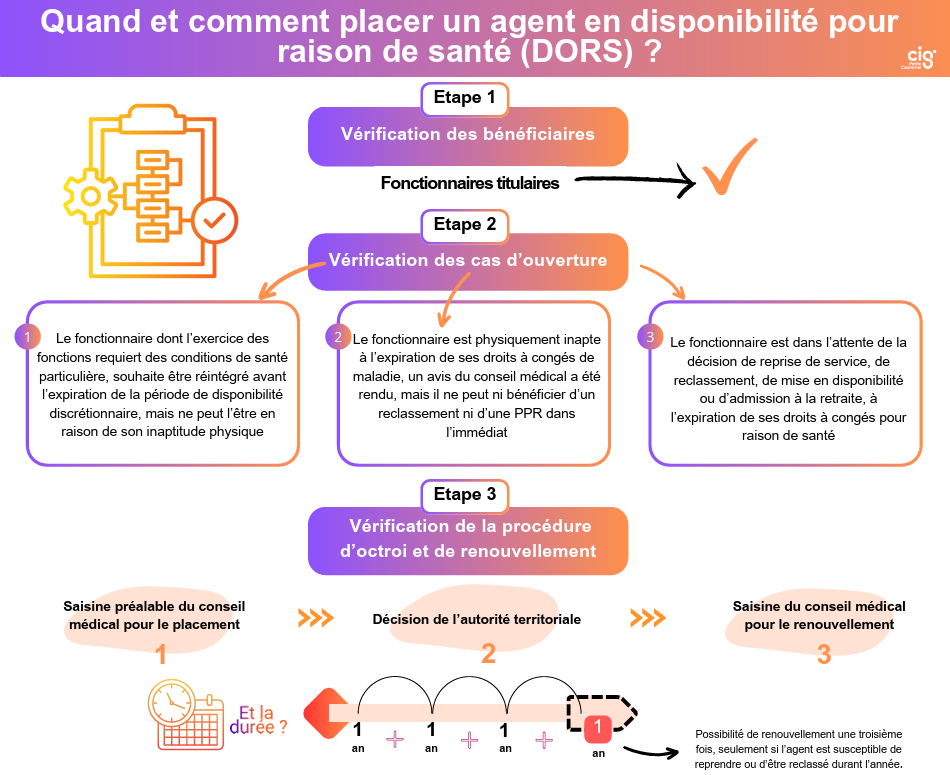 Quand et comment placer un agent en disponibilité pour
raison de santé (DORS) ?
cig
Petite
Couronne
Etape 1
Vérification des bénéficiaires
Fonctionnaires titulaires
Etape 2
Vérification des cas d'ouverture
1
Le fonctionnaire dont l'exercice des
fonctions requiert des conditions de santé
particulière, souhaite être réintégré avant
l'expiration de la période de disponibilité
discrétionnaire, mais ne peut l'être en
raison de son inaptitude physique
2
Le fonctionnaire est physiquement inapte
à l'expiration de ses droits à congés de
maladie, un avis du conseil médical a été
rendu, mais il ne peut ni bénéficier d'un
reclassement ni d'une PPR dans
l'immédiat
3
Le fonctionnaire est dans l'attente de la
décision de reprise de service, de
reclassement, de mise en disponibilité
ou d'admission à la retraite, à
l'expiration de ses droits à congés pour
raison de santé
Etape 3
Vérification de la procédure
d'octroi et de renouvellement
Saisine préalable du conseil
médical pour le placement
1
Décision de l'autorité territoriale
2
Saisine du conseil médical
pour le renouvellement
3
Et la
durée ?
1
an
1
an
1
an
1
an
Possibilité de renouvellement une troisième
fois, seulement si l'agent est susceptible de
reprendre ou d'être reclassé durant l'année.